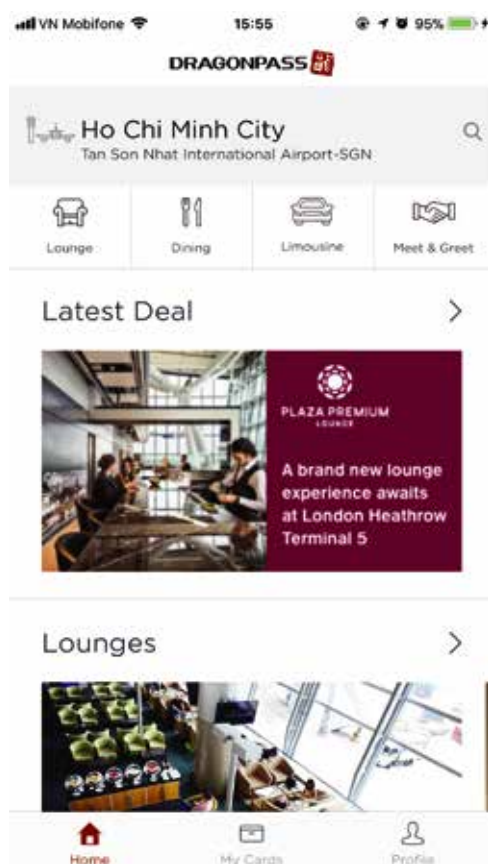 VN Mobifone 15:55 95%
DRAGONPASS
Ho Chi Minh City
Tan Son Nhat International Airport-SGN
Lounge Dining Limousine Meet & Greet
Latest Deal
PLAZA PREMIUM
LOUNGE
A brand new lounge
experience awaits
at London Heathrow
Terminal 5
Lounges
Home My Cards Profile